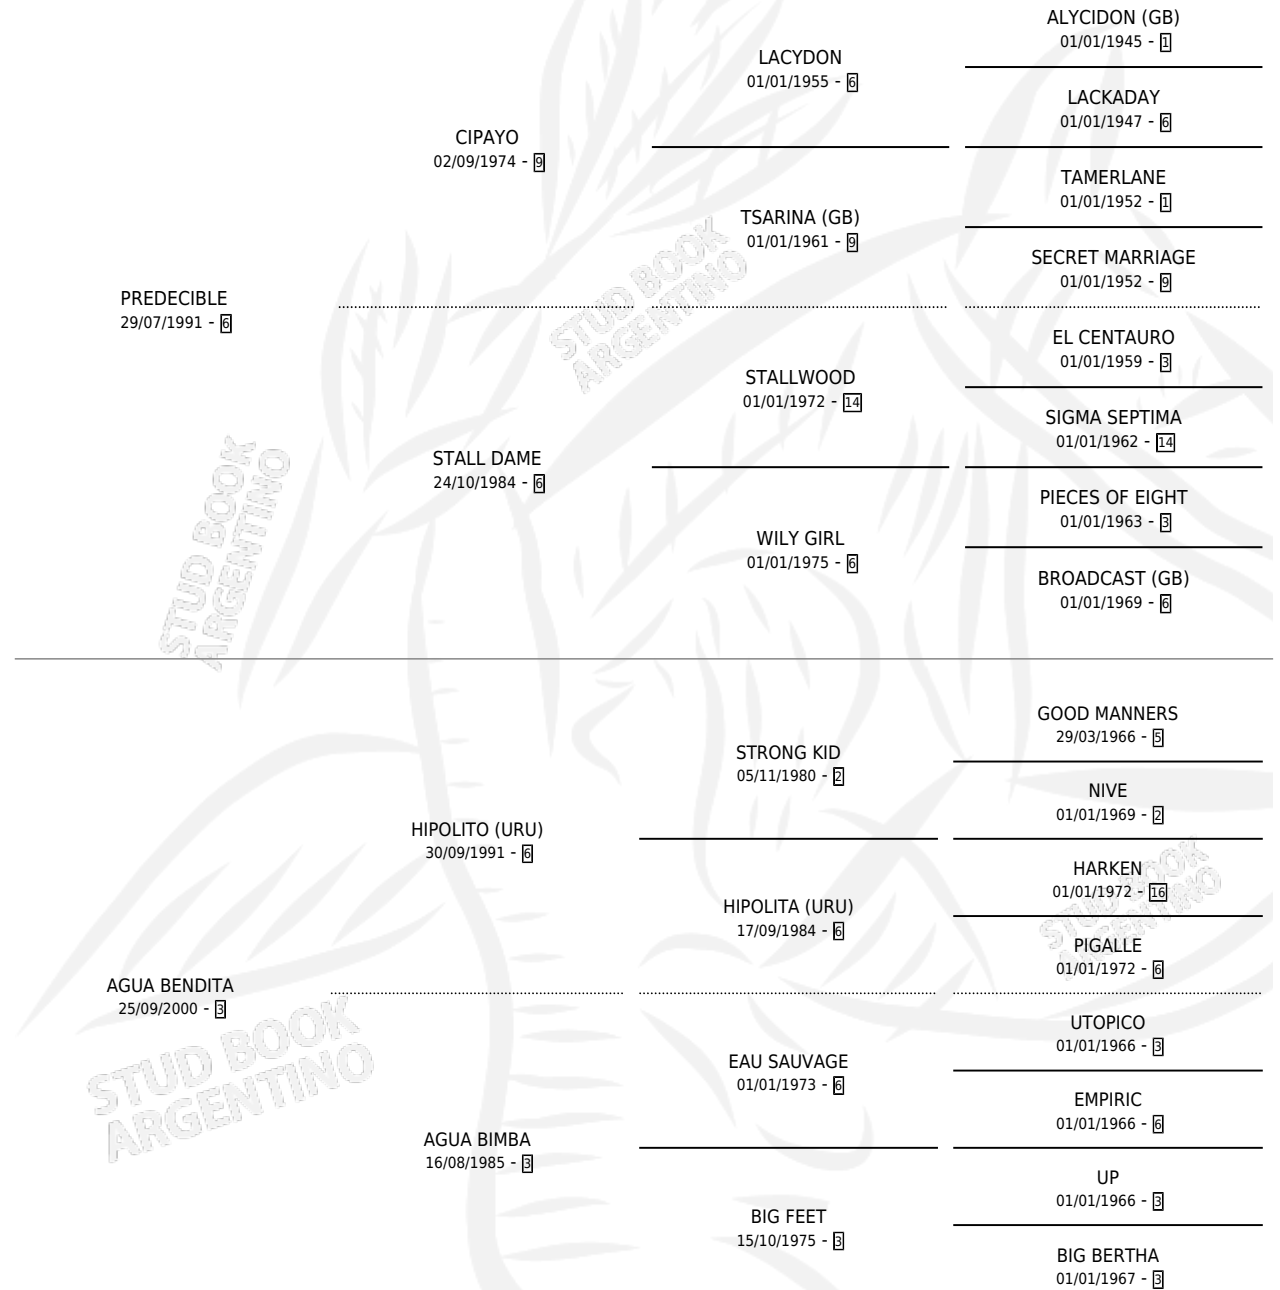 ALYCIDON (GB)
01/01/1945 - 1
LACYDON
01/01/1955 - 6
LACKADAY
01/01/1947 - 6
CIPAYO
02/09/1974 - 9
TAMERLANE
01/01/1952 - 1
TSARINA (GB)
01/01/1961 - 9
SECRET MARRIAGE
01/01/1952 - 9
PREDECIBLE
29/07/1991 - 6
STUD BOOK
ARGENTINO
EL CENTAURO
01/01/1959 - 3
STALLWOOD
01/01/1972 - 14
SIGMA SEPTIMA
01/01/1962 - 14
STALL DAME
24/10/1984 - 6
PIECES OF EIGHT
01/01/1963 - 3
WILY GIRL
01/01/1975 - 6
BROADCAST (GB)
01/01/1969 - 6
STUD BOOK
ARGENTINO
GOOD MANNERS
29/03/1966 - 5
STRONG KID
05/11/1980 - 2
NIVE
01/01/1969 - 2
HIPOLITO (URU)
30/09/1991 - 6
HARKEN
01/01/1972 - 16
HIPOLITA (URU)
17/09/1984 - 6
STUD BOOK
ARGENTINO
PIGALLE
01/01/1972 - 6
AGUA BENDITA
25/09/2000 - 3
STUD BOOK
ARGENTINO
UTOPICO
01/01/1966 - 3
EAU SAUVAGE
01/01/1973 - 6
EMPIRIC
01/01/1966 - 6
AGUA BIMBA
16/08/1985 - 3
UP
01/01/1966 - 3
BIG FEET
15/10/1975 - 3
BIG BERTHA
01/01/1967 - 3